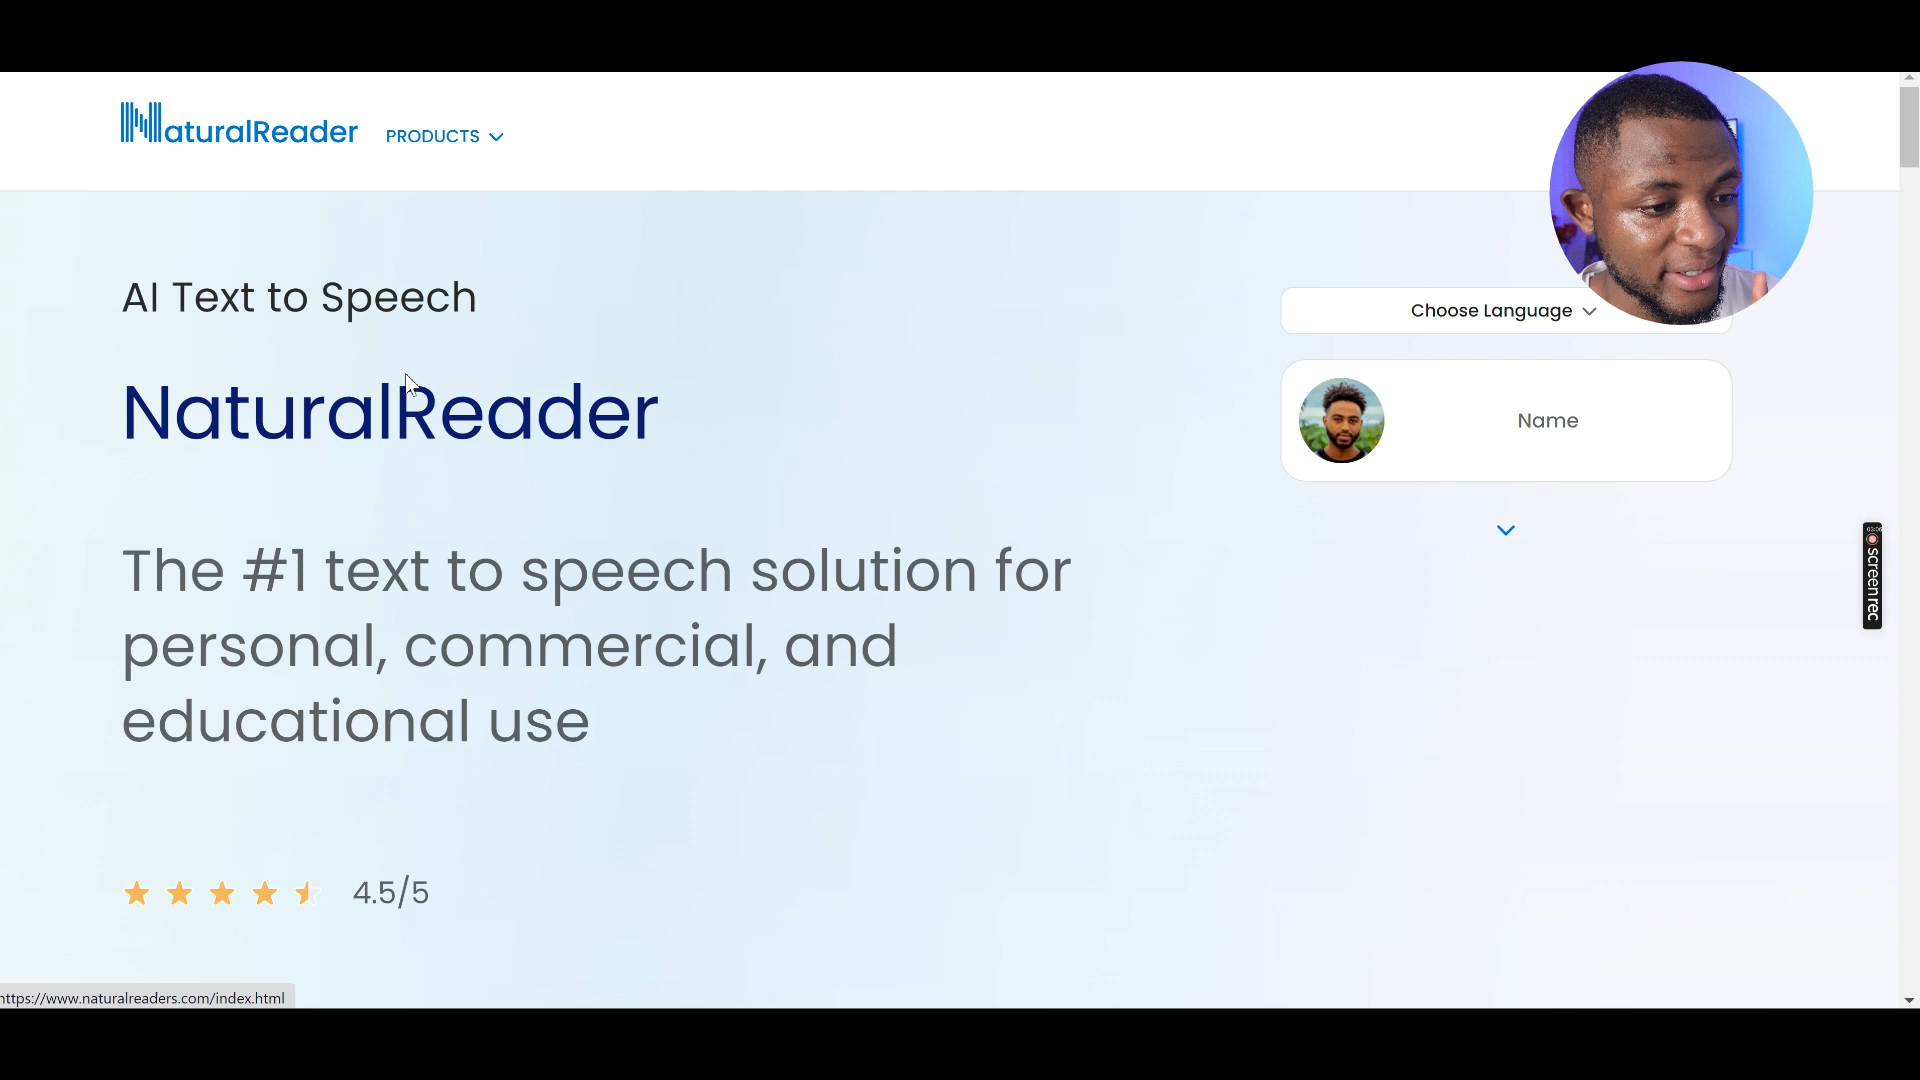 NaturalReader
PRODUCTS
AI Text to Speech
NaturalReader
The #1 text to speech solution for
personal, commercial, and
educational use
4.5/5
Choose Language
Name
screenrec
https://www.naturalreaders.com/index.html